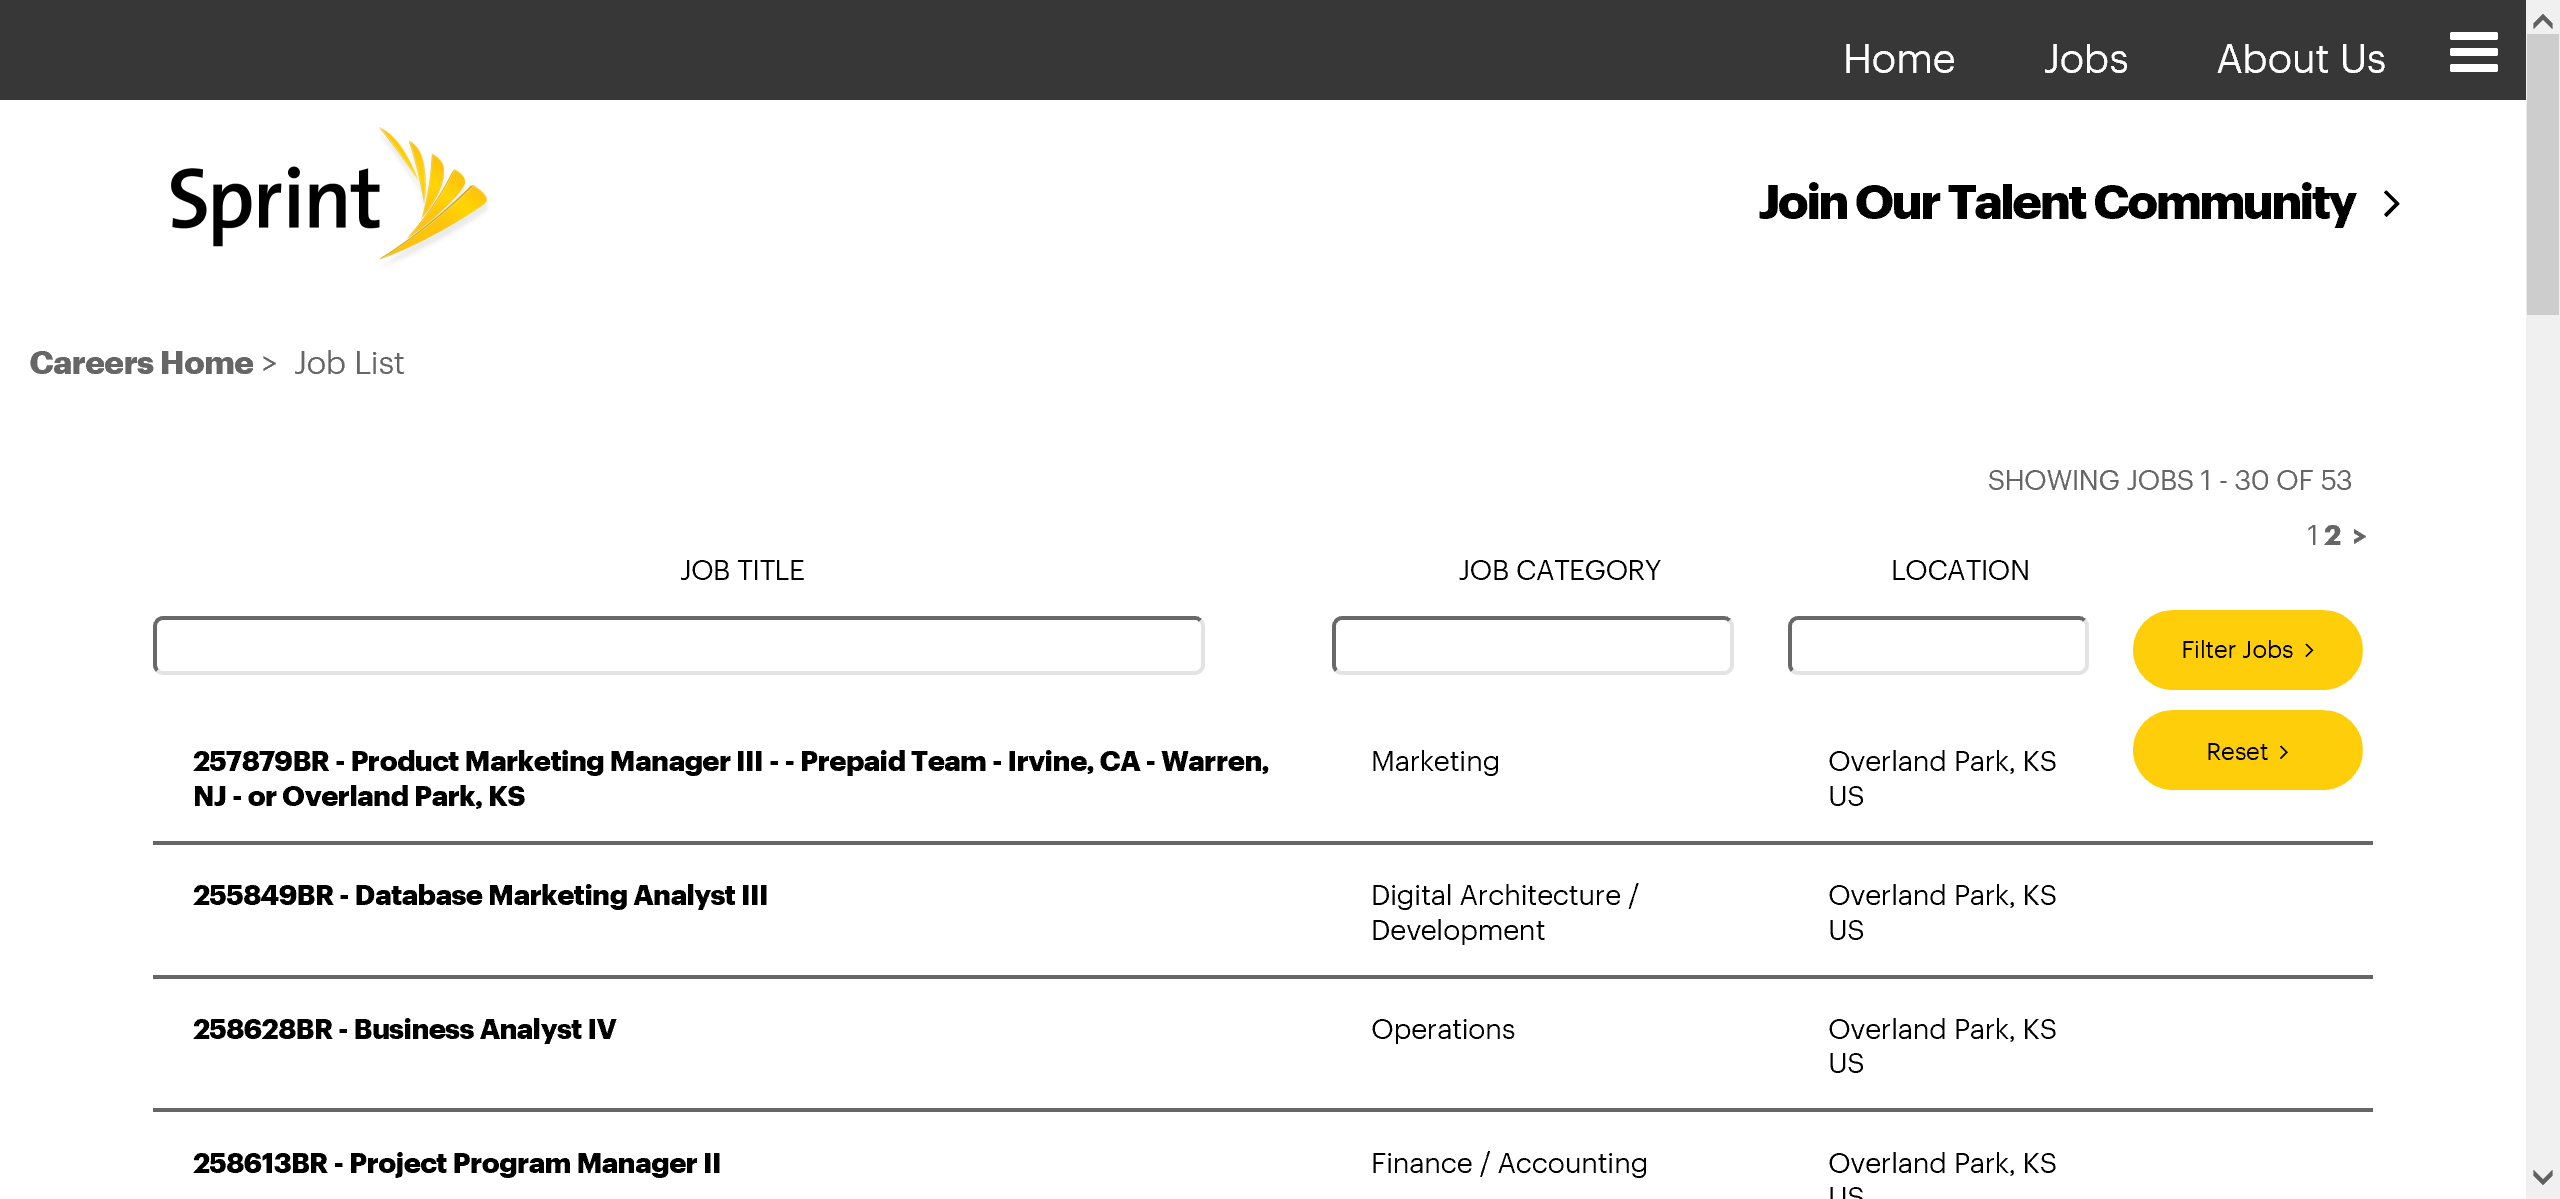 Home Jobs About Us
Sprint
Join Our Talent Community >
Careers Home > Job List
SHOWING JOBS 1 - 30 OF 53
1 2 >
JOB TITLE JOB CATEGORY LOCATION
Filter Jobs >
Reset >
257879BR - Product Marketing Manager III - - Prepaid Team - Irvine, CA - Warren,
NJ - or Overland Park, KS
Marketing
Overland Park, KS
US
255849BR - Database Marketing Analyst III
Digital Architecture /
Development
Overland Park, KS
US
258628BR - Business Analyst IV
Operations
Overland Park, KS
US
258613BR - Project Program Manager II
Finance / Accounting
Overland Park, KS
US